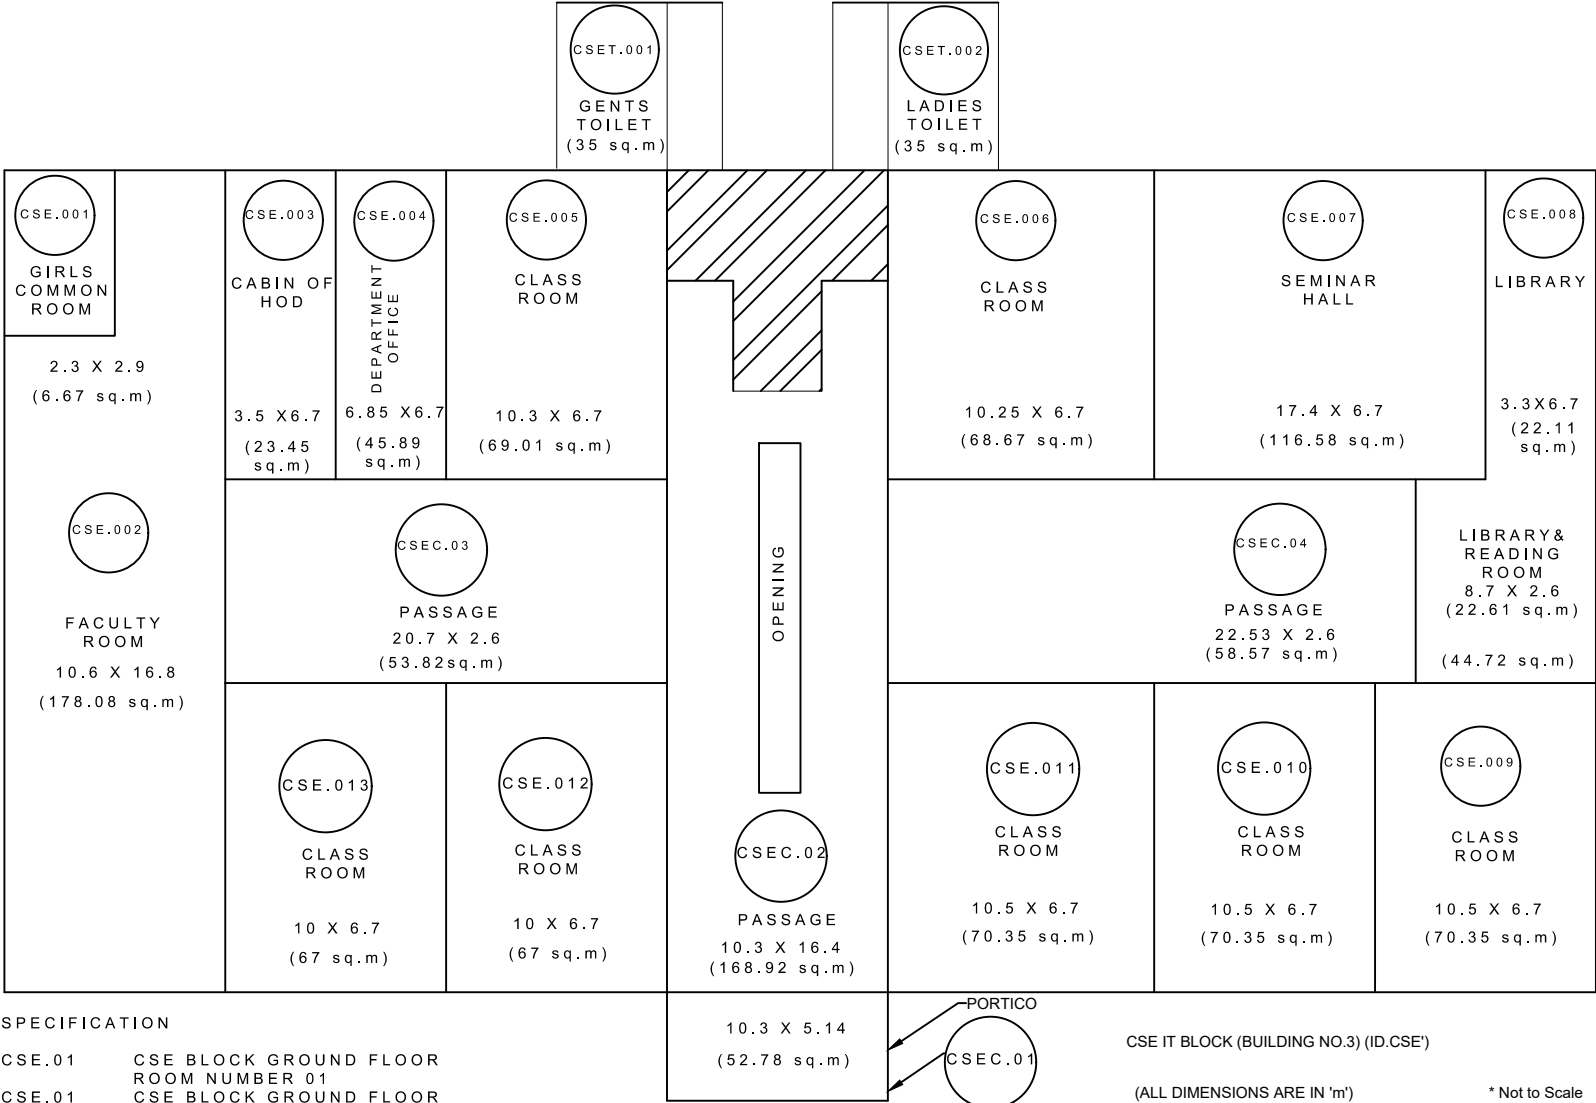 CSET.001
GENTS
TOILET
(35 sq.m)
CSET.002
LADIES
TOILET
(35 sq.m)
CSE.001
GIRLS
COMMON
ROOM
2.3 X 2.9
(6.67 sq.m)
CSE.002
FACULTY
ROOM
10.6 X 16.8
(178.08 sq.m)
CSE.003
CABIN OF
HOD
3.5 X6.7
(23.45
sq.m)
CSE.004
DEPARTMENT
OFFICE
6.85 X6.7
(45.89
sq.m)
CSE.005
CLASS
ROOM
10.3 X 6.7
(69.01 sq.m)
CSE.006
CLASS
ROOM
10.25 X 6.7
(68.67 sq.m)
CSE.007
SEMINAR
HALL
17.4 X 6.7
(116.58 sq.m)
CSE.008
LIBRARY
3.3X6.7
(22.11
sq.m)
CSEC.03
PASSAGE
20.7 X 2.6
(53.82sq.m)
OPENING
CSEC.04
PASSAGE
22.53 X 2.6
(58.57 sq.m)
LIBRARY&
READING
ROOM
8.7 X 2.6
(22.61 sq.m)
(44.72 sq.m)
CSE.013
CLASS
ROOM
10 X 6.7
(67 sq.m)
CSE.012
CLASS
ROOM
10 X 6.7
(67 sq.m)
CSEC.02
PASSAGE
10.3 X 16.4
(168.92 sq.m)
CSE.011
CLASS
ROOM
10.5 X 6.7
(70.35 sq.m)
CSE.010
CLASS
ROOM
10.5 X 6.7
(70.35 sq.m)
CSE.009
CLASS
ROOM
10.5 X 6.7
(70.35 sq.m)
10.3 X 5.14
(52.78 sq.m)
PORTICO
CSEC.01
SPECIFICATION
CSE.01 CSE BLOCK GROUND FLOOR
ROOM NUMBER 01
CSE.01 CSE BLOCK GROUND FLOOR
CSE IT BLOCK (BUILDING NO.3) (ID.CSE')
(ALL DIMENSIONS ARE IN 'm')
* Not to Scale